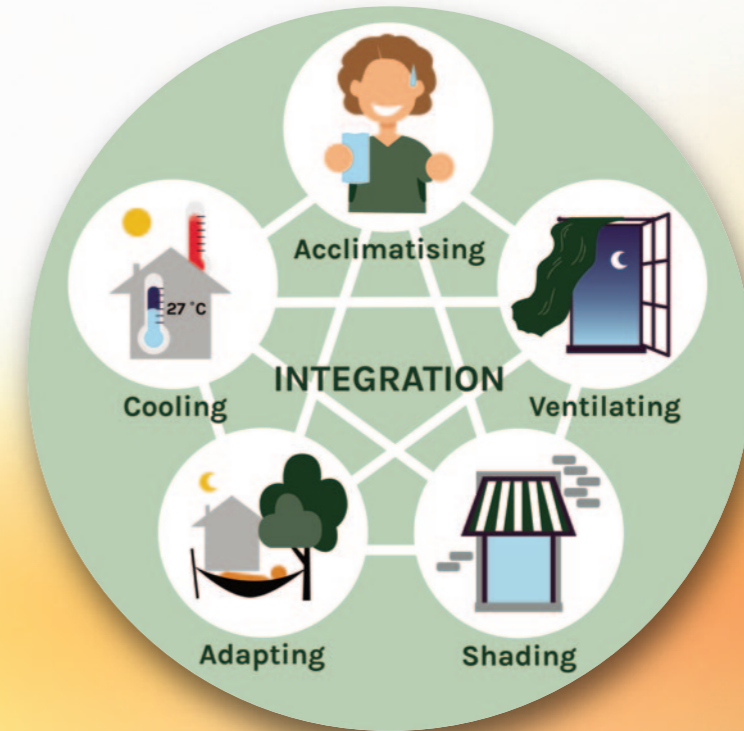 Acclimatising
27 °C
INTEGRATION
Cooling
Ventilating
Adapting
Shading